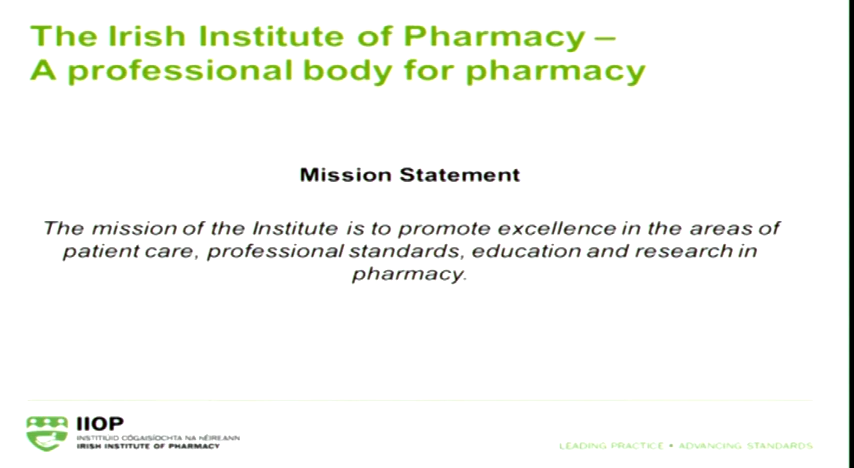 The Irish Institute of Pharmacy –
A professional body for pharmacy
Mission Statement
The mission of the Institute is to promote excellence in the areas of
patient care, professional standards, education and research in
pharmacy.
IIOP
INSTITIÚID CÓGAISÍOCHTA NA HÉIREANN
IRISH INSTITUTE OF PHARMACY
LEADING PRACTICE • ADVANCING STANDARDS